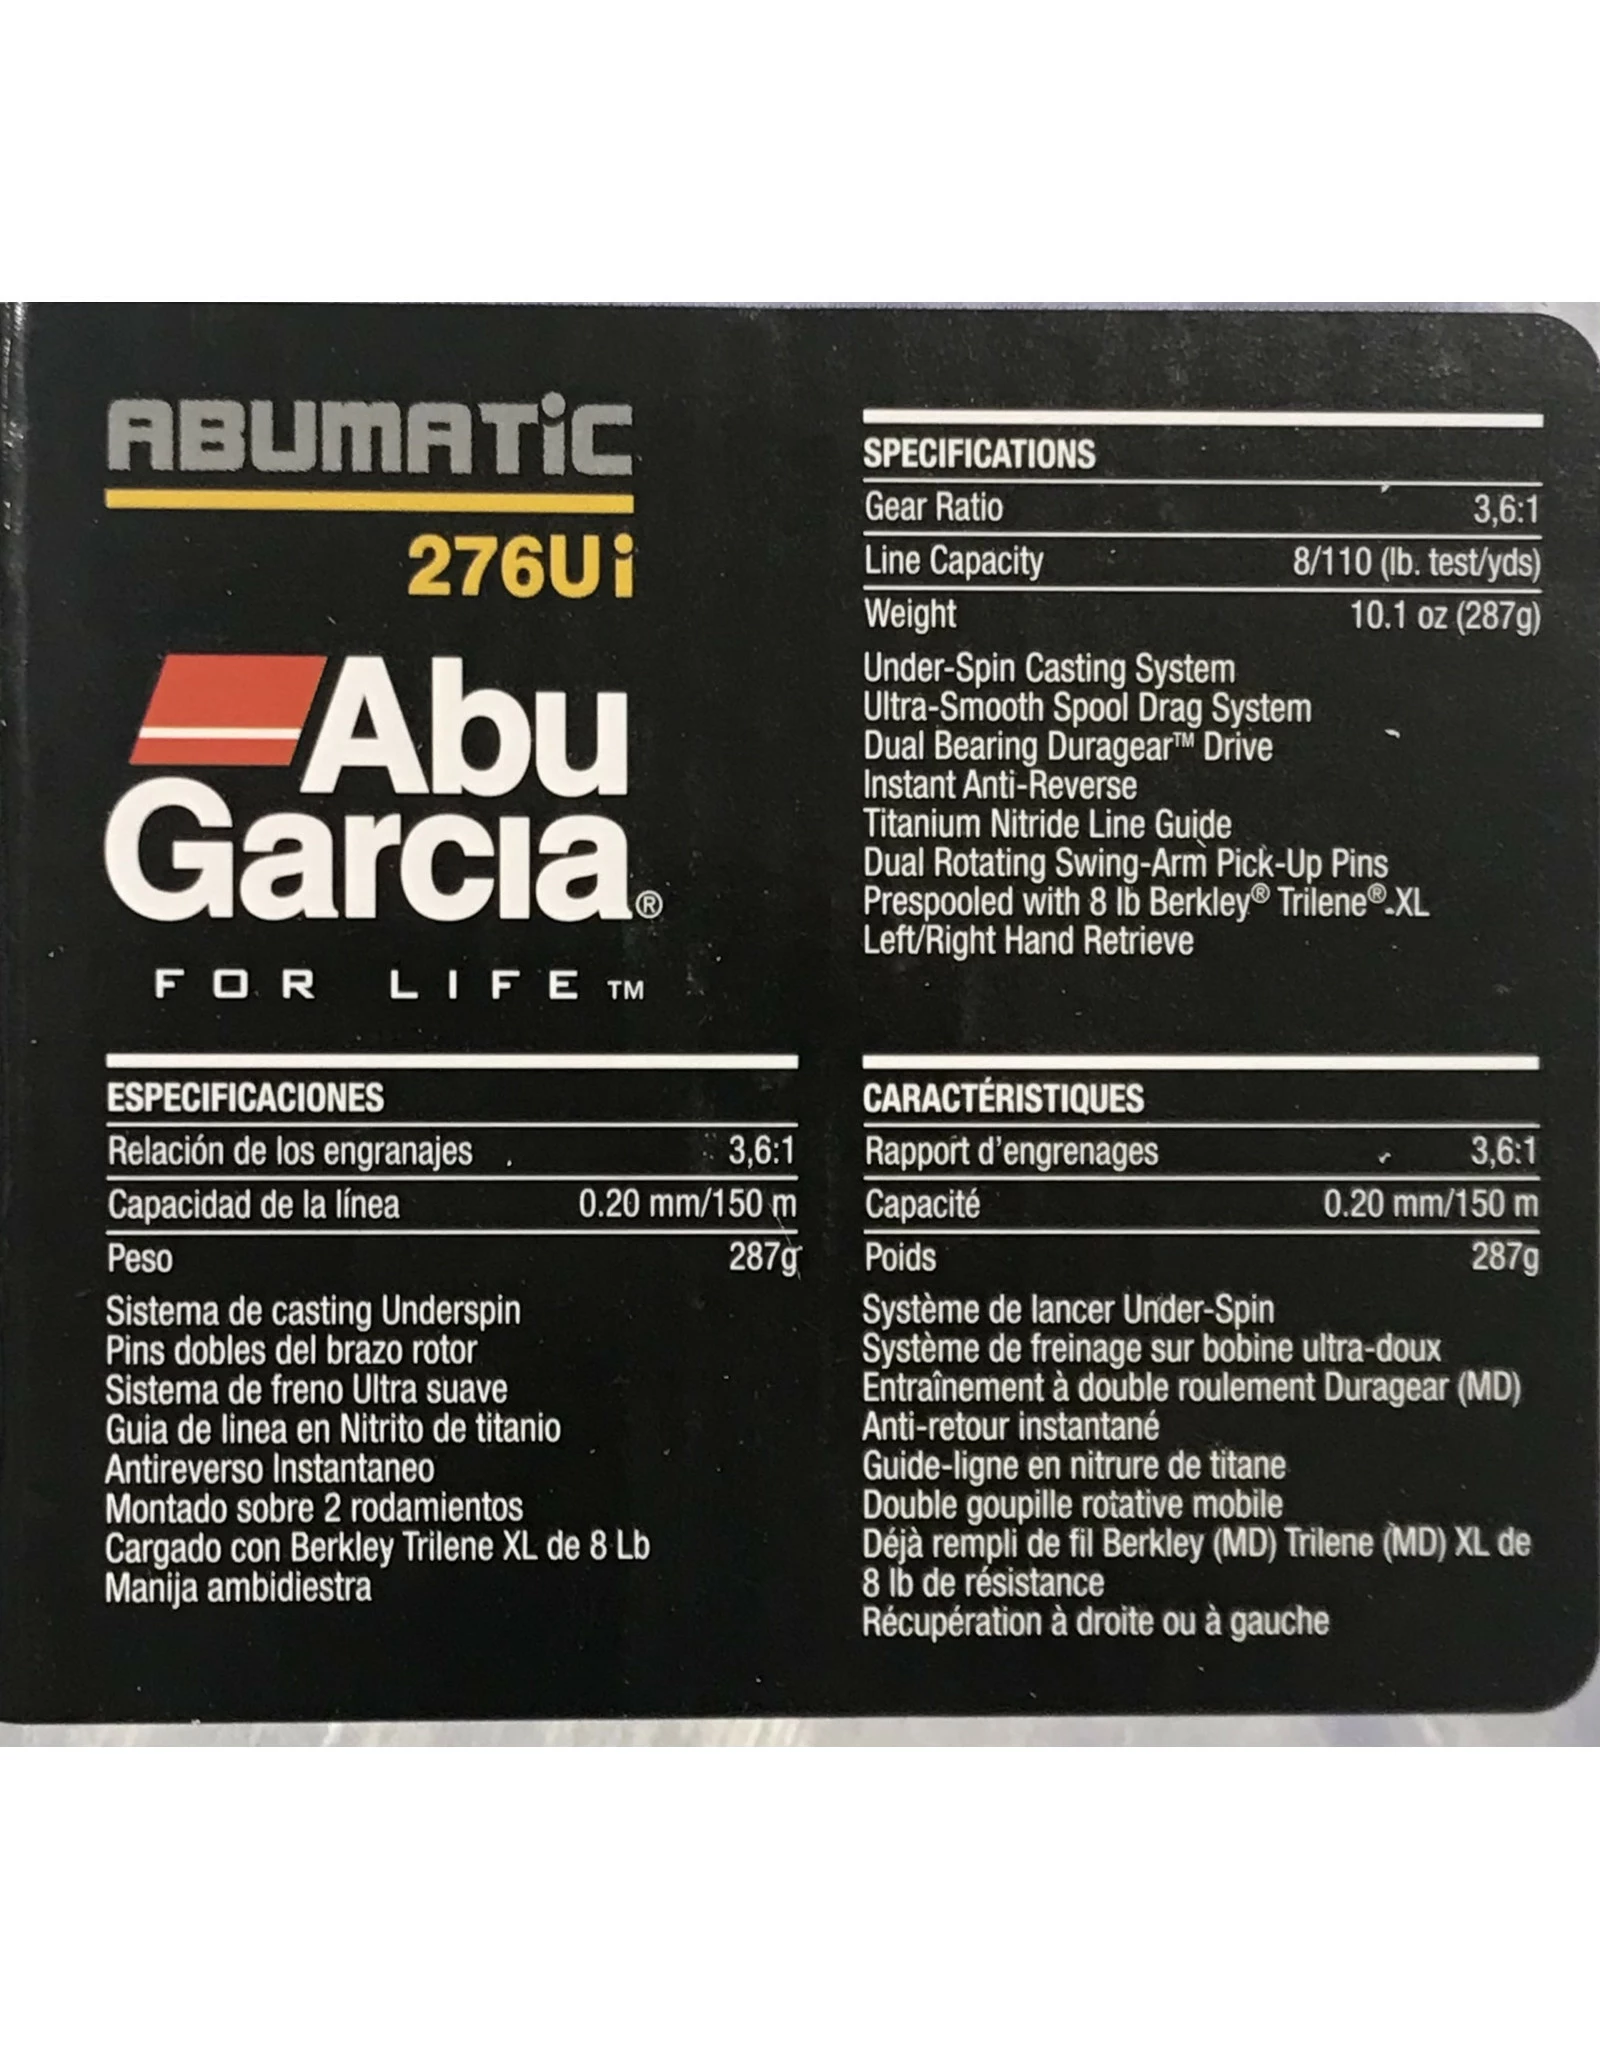 ABUMATiC
276Ui
Abu
Garcia®
FOR LIFE™
SPECIFICATIONS
Gear Ratio 3,6:1
Line Capacity 8/110 (lb. test/yds)
Weight 10.1 oz (287g)
Under-Spin Casting System
Ultra-Smooth Spool Drag System
Dual Bearing Duragear™ Drive
Instant Anti-Reverse
Titanium Nitride Line Guide
Dual Rotating Swing-Arm Pick-Up Pins
Prespooled with 8 lb Berkley® Trilene® XL
Left/Right Hand Retrieve
ESPECIFICACIONES
Relación de los engranajes 3,6:1
Capacidad de la línea 0.20 mm/150 m
Peso 287g
Sistema de casting Underspin
Pins dobles del brazo rotor
Sistema de freno Ultra suave
Guia de linea en Nitrito de titanio
Antireverso Instantaneo
Montado sobre 2 rodamientos
Cargado con Berkley Trilene XL de 8 Lb
Manija ambidiestra
CARACTÉRISTIQUES
Rapport d'engrenages 3,6:1
Capacité 0.20 mm/150 m
Poids 287g
Système de lancer Under-Spin
Système de freinage sur bobine ultra-doux
Entraînement à double roulement Duragear (MD)
Anti-retour instantané
Guide-ligne en nitrure de titane
Double goupille rotative mobile
Déjà rempli de fil Berkley (MD) Trilene (MD) XL de
8 lb de résistance
Récupération à droite ou à gauche